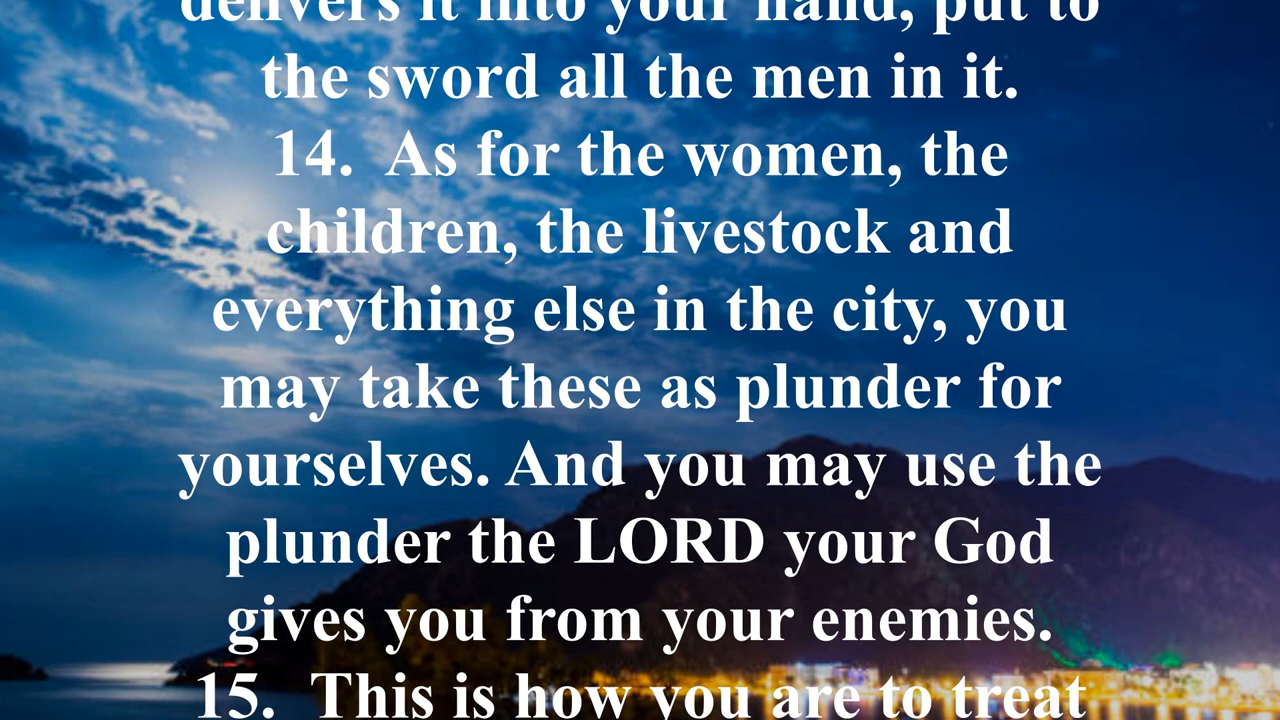 delivers it into your hand, put to
the sword all the men in it.
14.  As for the women, the
children, the livestock and
everything else in the city, you
may take these as plunder for
yourselves. And you may use the
plunder the LORD your God
gives you from your enemies.
15.  This is how you are to treat